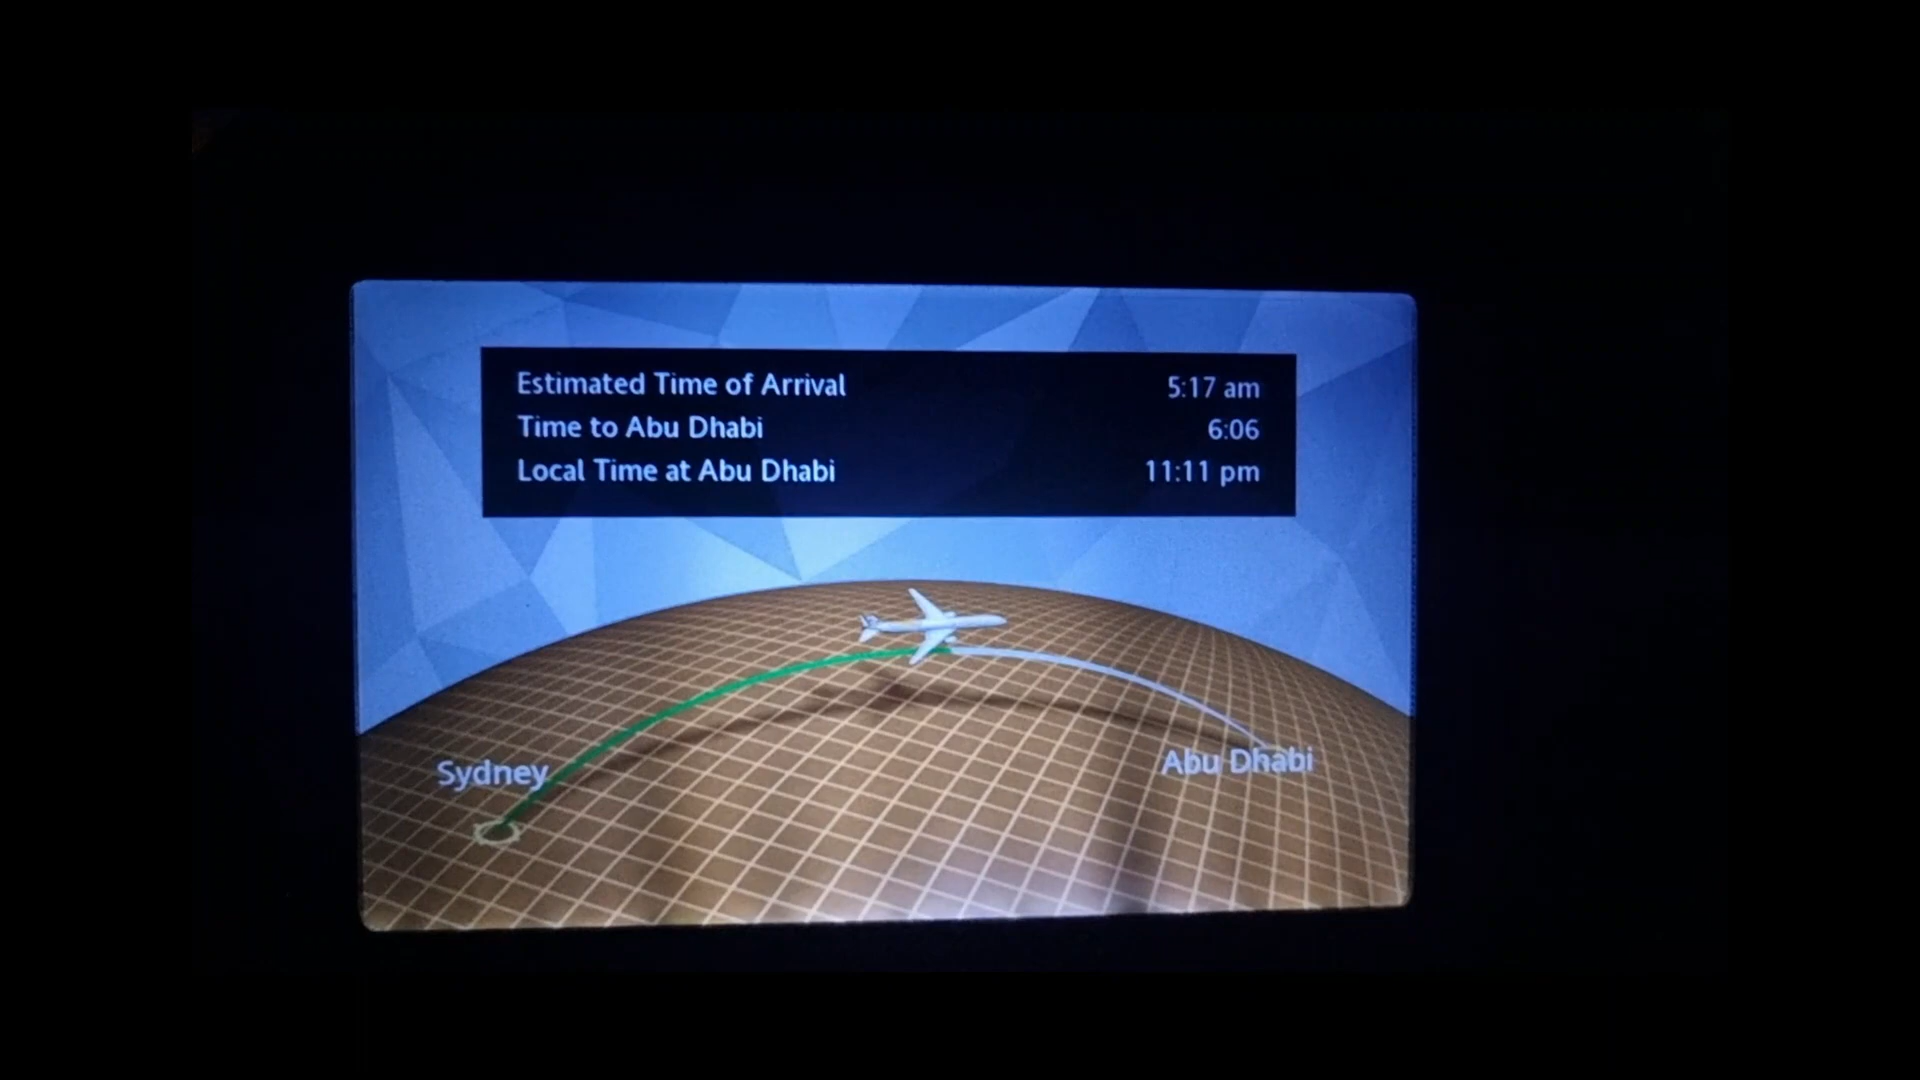 Estimated Time of Arrival 5:17 am
Time to Abu Dhabi 6:06
Local Time at Abu Dhabi 11:11 pm
Sydney
Abu Dhabi